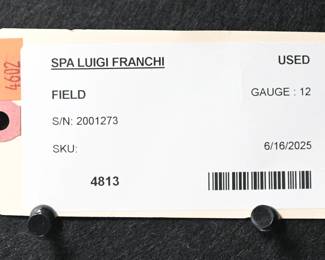 4602
SPA LUIGI FRANCHI
USED
FIELD
GAUGE : 12
S/N: 2001273
SKU:
6/16/2025
4813